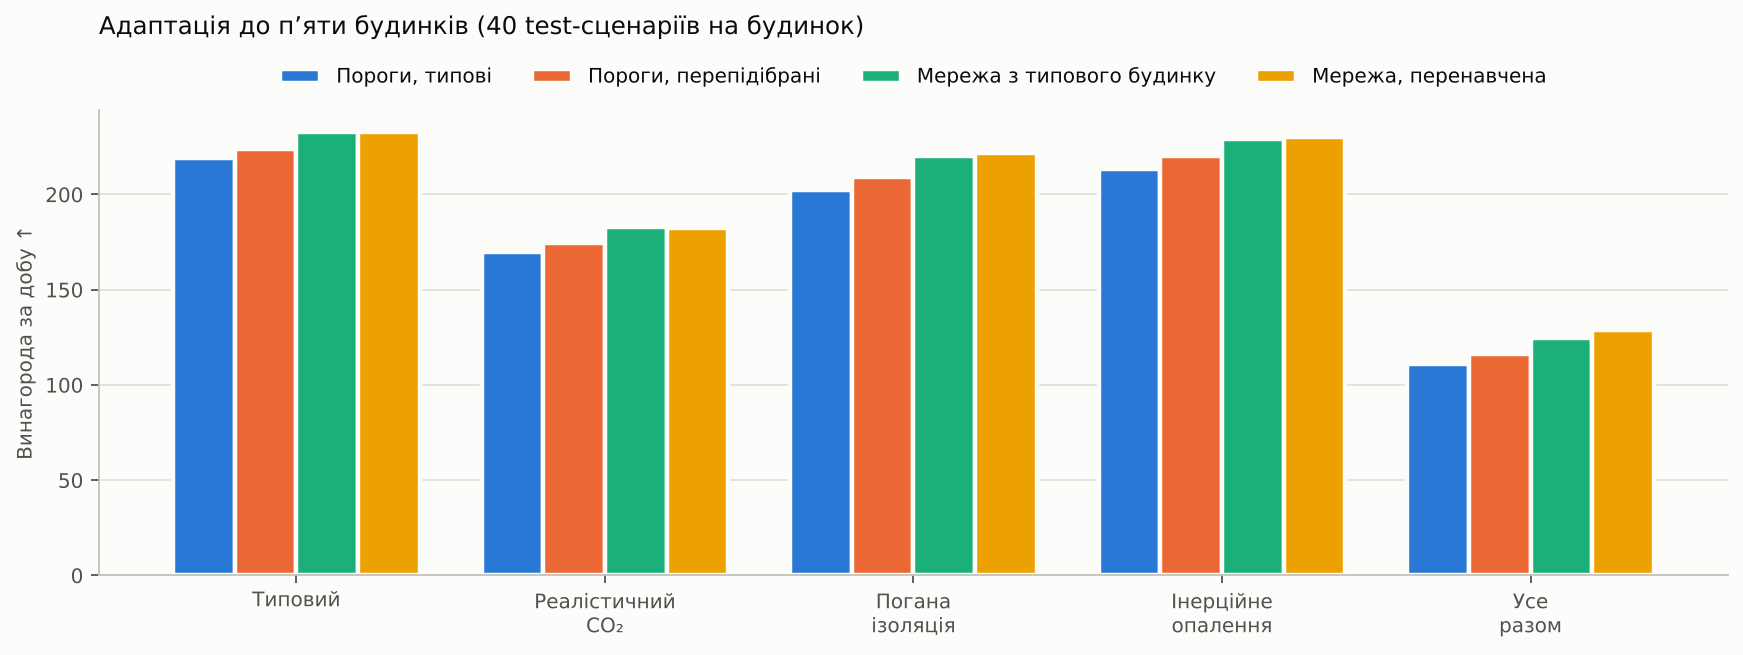 Адаптація до п’яти будинків (40 test-сценаріїв на будинок)
Пороги, типові
Пороги, перепідібрані
Мережа з типового будинку
Мережа, перенавчена
Винагорода за добу ↑
200
150
100
50
0
Типовий
Реалістичний
CO₂
Погана
ізоляція
Інерційне
опалення
Усе
разом